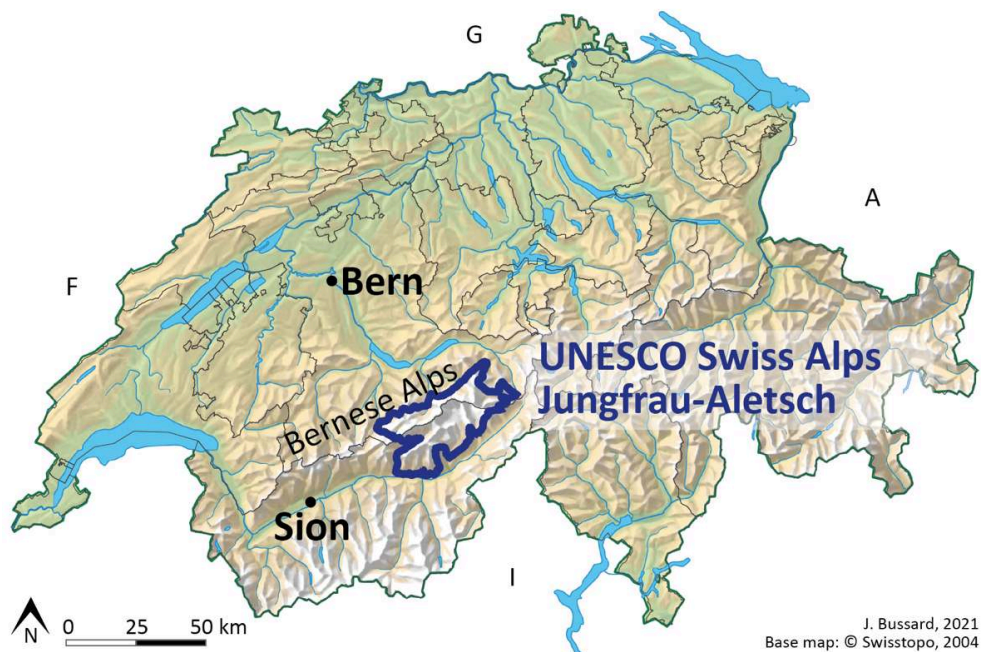 G
A
F
Bern
UNESCO Swiss Alps
Jungfrau-Aletsch
Bernese Alps
Sion
I
N
0 25 50 km
J. Bussard, 2021
Base map: © Swisstopo, 2004